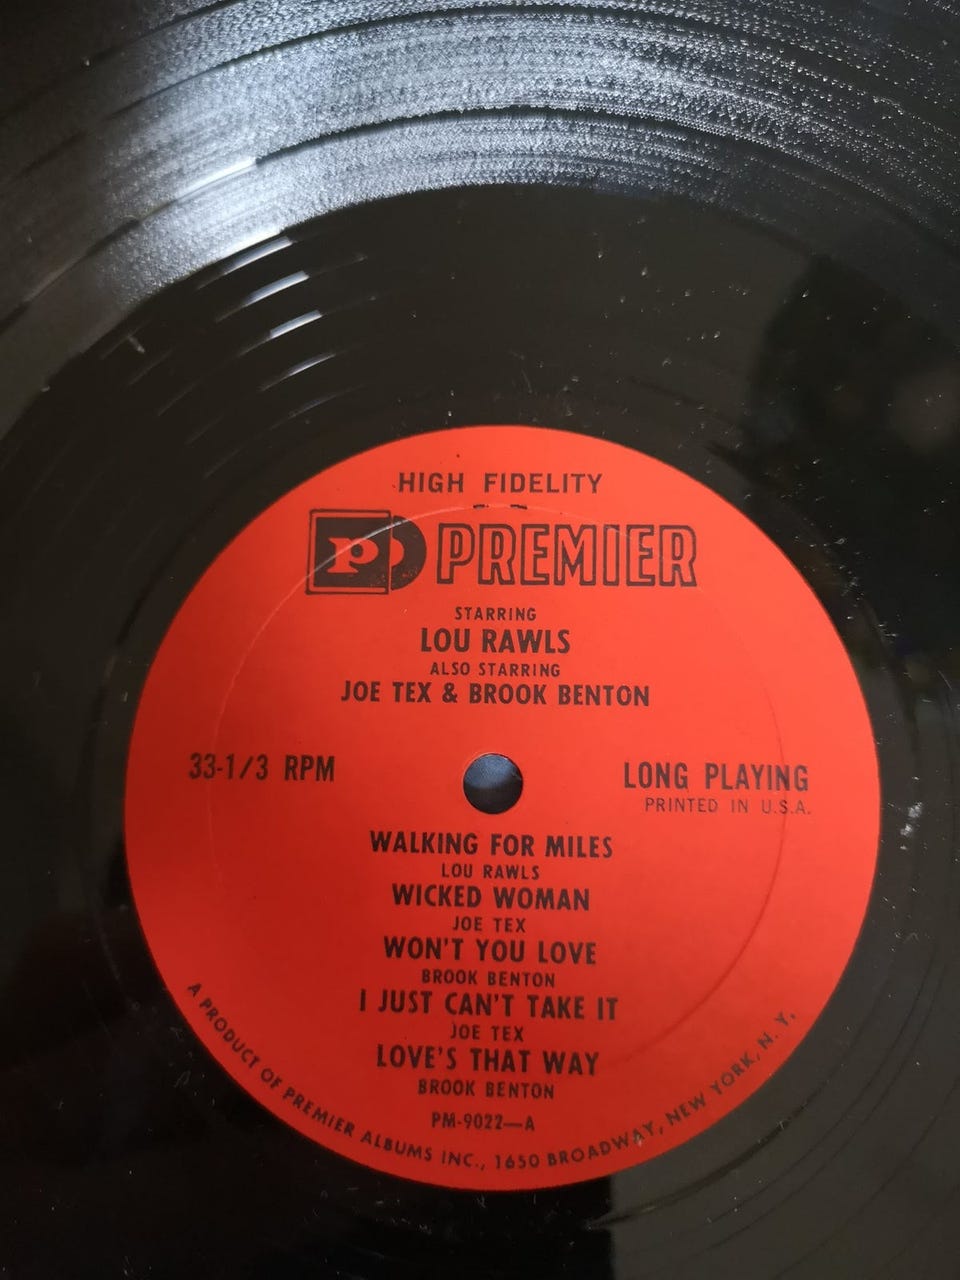 HIGH FIDELITY
P PREMIER
STARRING
LOU RAWLS
ALSO STARRING
JOE TEX & BROOK BENTON
33-1/3 RPM
LONG PLAYING
PRINTED IN U.S.A.
WALKING FOR MILES
LOU RAWLS
WICKED WOMAN
JOE TEX
WON'T YOU LOVE
BROOK BENTON
I JUST CAN'T TAKE IT
JOE TEX
LOVE'S THAT WAY
BROOK BENTON
PM-9022—A
A PRODUCT OF PREMIER ALBUMS INC., 1650 BROADWAY, NEW YORK, N. Y.